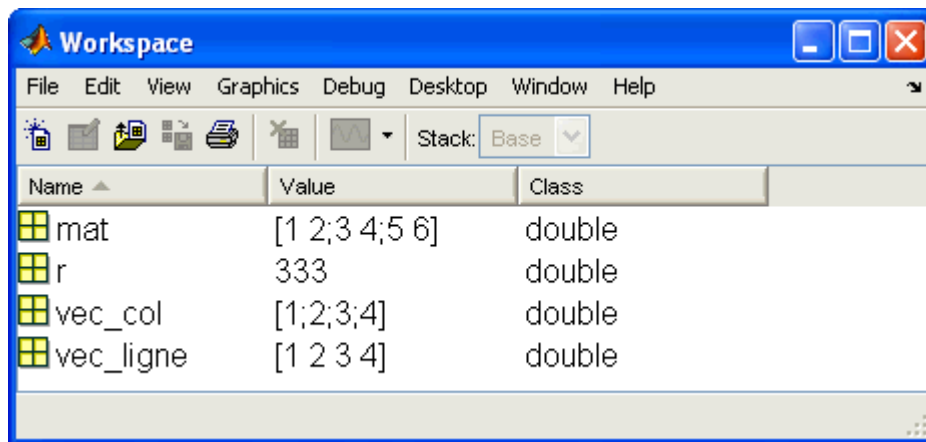 Workspace
File Edit View Graphics Debug Desktop Window Help
Stack: Base
Name Value Class
mat [1 2;3 4;5 6] double
r 333 double
vec_col [1;2;3;4] double
vec_ligne [1 2 3 4] double